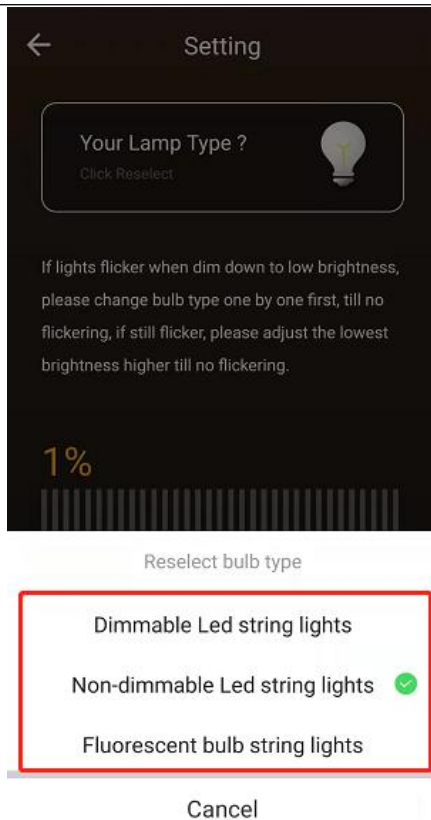 Setting
Your Lamp Type ?
Click Reselect
If lights flicker when dim down to low brightness,
please change bulb type one by one first, till no
flickering, if still flicker, please adjust the lowest
brightness higher till no flickering.
1%
Reselect bulb type
Dimmable Led string lights
Non-dimmable Led string lights
Fluorescent bulb string lights
Cancel